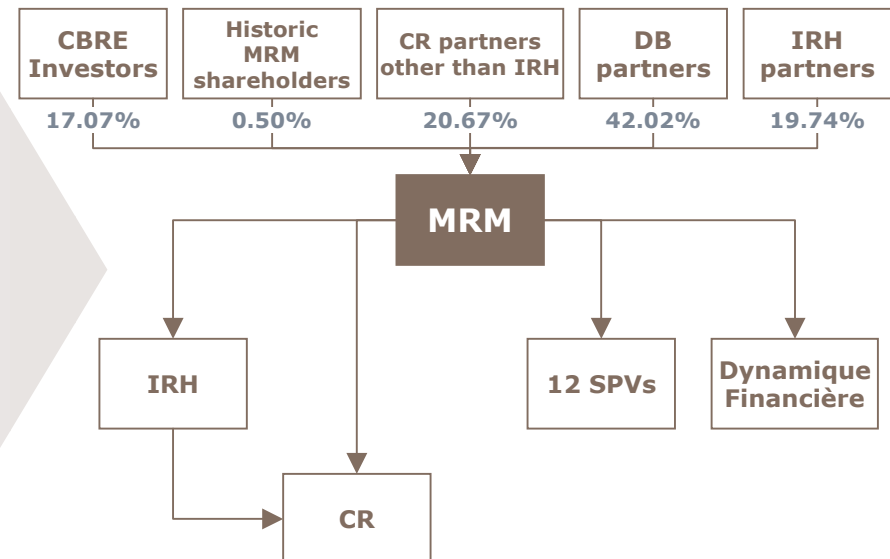 CBRE
Investors
Historic
MRM
shareholders
CR partners
other than IRH
DB
partners
IRH
partners
17.07%
0.50%
20.67%
42.02%
19.74%
MRM
IRH
12 SPVs
Dynamique
Financière
CR